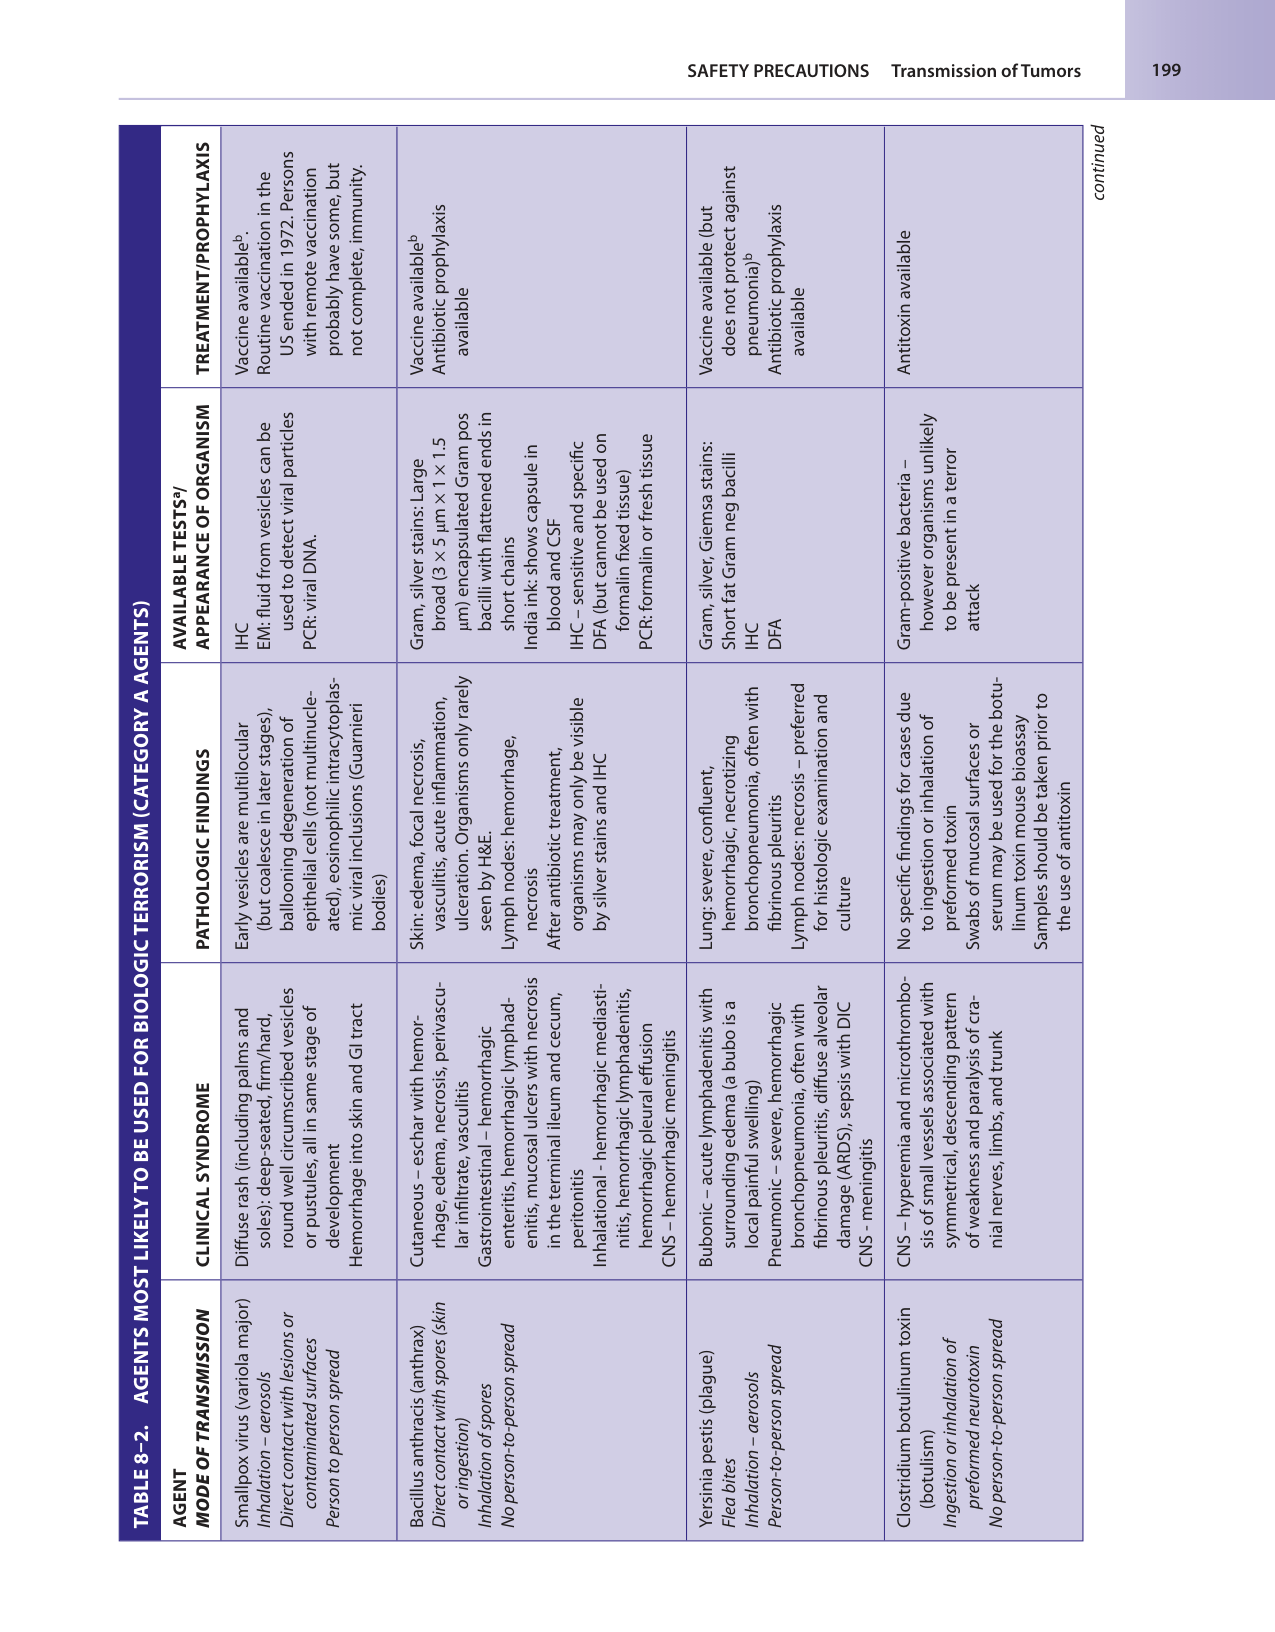 SAFETY PRECAUTIONS Transmission of Tumors 199
TABLE 8–2. AGENTS MOST LIKELY TO BE USED FOR BIOLOGIC TERRORISM (CATEGORY A AGENTS)
AGENT
MODE OF TRANSMISSION
CLINICAL SYNDROME
PATHOLOGIC FINDINGS
AVAILABLE TESTSa/
APPEARANCE OF ORGANISM
TREATMENT/PROPHYLAXIS
Smallpox virus (variola major)
Inhalation – aerosols
Direct contact with lesions or
contaminated surfaces
Person to person spread
Diffuse rash (including palms and
soles): deep-seated, firm/hard,
round well circumscribed vesicles
or pustules, all in same stage of
development
Hemorrhage into skin and GI tract
Early vesicles are multilocular
(but coalesce in later stages),
ballooning degeneration of
epithelial cells (not multinucle-
ated), eosinophilic intracytoplas-
mic viral inclusions (Guarnieri
bodies)
IHC
EM: fluid from vesicles can be
used to detect viral particles
PCR: viral DNA.
Vaccine availableb.
Routine vaccination in the
US ended in 1972. Persons
with remote vaccination
probably have some, but
not complete, immunity.
Bacillus anthracis (anthrax)
Direct contact with spores (skin
or ingestion)
Inhalation of spores
No person-to-person spread
Cutaneous – eschar with hemor-
rhage, edema, necrosis, perivascu-
lar infiltrate, vasculitis
Gastrointestinal – hemorrhagic
enteritis, hemorrhagic lymphad-
enitis, mucosal ulcers with necrosis
in the terminal ileum and cecum,
peritonitis
Inhalational - hemorrhagic mediasti-
nitis, hemorrhagic lymphadenitis,
hemorrhagic pleural effusion
CNS – hemorrhagic meningitis
Skin: edema, focal necrosis,
vasculitis, acute inflammation,
ulceration. Organisms only rarely
seen by H&E.
Lymph nodes: hemorrhage,
necrosis
After antibiotic treatment,
organisms may only be visible
by silver stains and IHC
Gram, silver stains: Large
broad (3 × 5 μm × 1 × 1.5
μm) encapsulated Gram pos
bacilli with flattened ends in
short chains
India ink: shows capsule in
blood and CSF
IHC – sensitive and specific
DFA (but cannot be used on
formalin fixed tissue)
PCR: formalin or fresh tissue
Vaccine availableb
Antibiotic prophylaxis
available
Yersinia pestis (plague)
Flea bites
Inhalation – aerosols
Person-to-person spread
Bubonic – acute lymphadenitis with
surrounding edema (a bubo is a
local painful swelling)
Pneumonic – severe, hemorrhagic
bronchopneumonia, often with
fibrinous pleuritis, diffuse alveolar
damage (ARDS), sepsis with DIC
CNS - meningitis
Lung: severe, confluent,
hemorrhagic, necrotizing
bronchopneumonia, often with
fibrinous pleuritis
Lymph nodes: necrosis – preferred
for histologic examination and
culture
Gram, silver, Giemsa stains:
Short fat Gram neg bacilli
IHC
DFA
Vaccine available (but
does not protect against
pneumonia)b
Antibiotic prophylaxis
available
Clostridium botulinum toxin
(botulism)
Ingestion or inhalation of
preformed neurotoxin
No person-to-person spread
CNS – hyperemia and microthrombo-
sis of small vessels associated with
symmetrical, descending pattern
of weakness and paralysis of cra-
nial nerves, limbs, and trunk
No specific findings for cases due
to ingestion or inhalation of
preformed toxin
Swabs of mucosal surfaces or
serum may be used for the botu-
linum toxin mouse bioassay
Samples should be taken prior to
the use of antitoxin
Gram-positive bacteria –
however organisms unlikely
to be present in a terror
attack
Antitoxin available
continued